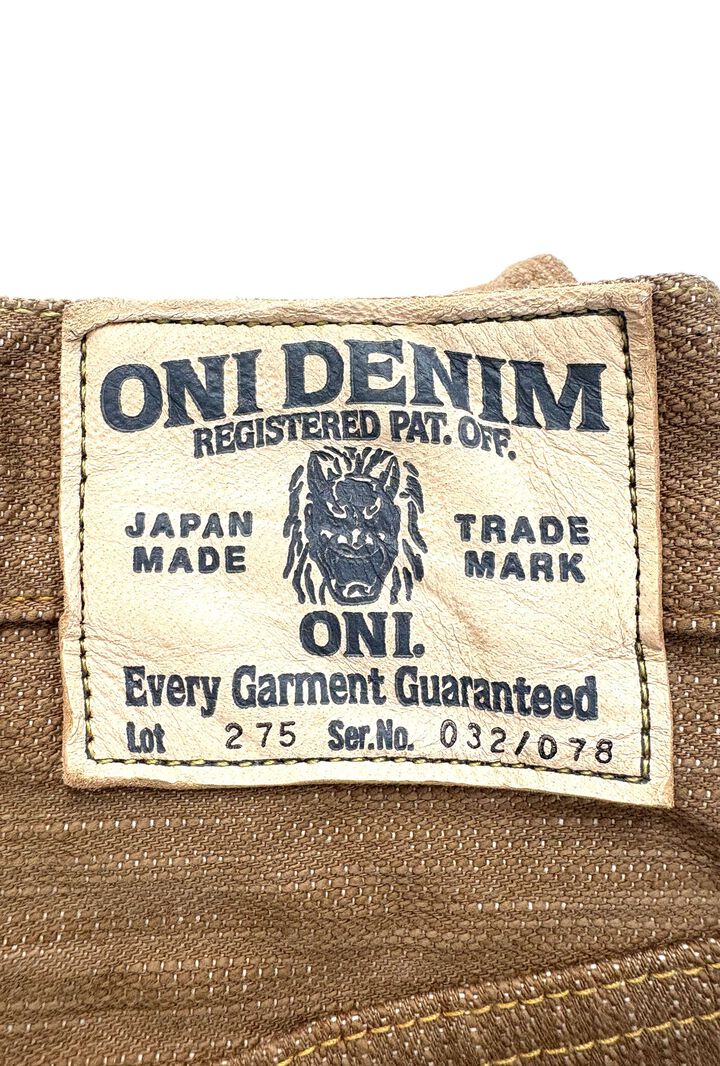 ONI DENIM
REGISTERED PAT. OFF.
JAPAN MADE
TRADE MARK
ONI.
Every Garment Guaranteed
Lot 275 Ser.No. 032/078